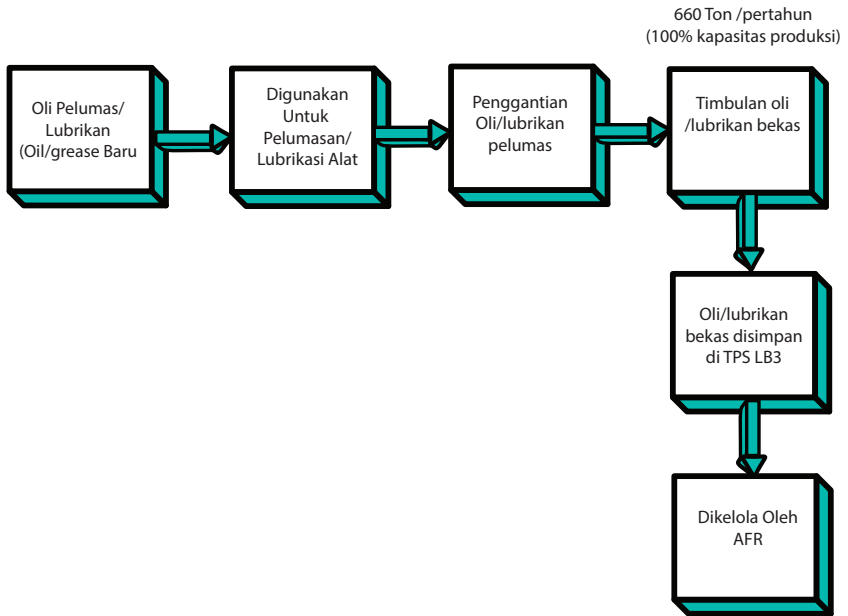 660 Ton /pertahun
(100% kapasitas produksi)
Oli Pelumas/
Lubrikan
(Oil/grease Baru
Digunakan
Untuk
Pelumasan/
Lubrikasi Alat
Penggantian
Oli/lubrikan
pelumas
Timbulan oli
/lubrikan bekas
Oli/lubrikan
bekas disimpan
di TPS LB3
Dikelola Oleh
AFR